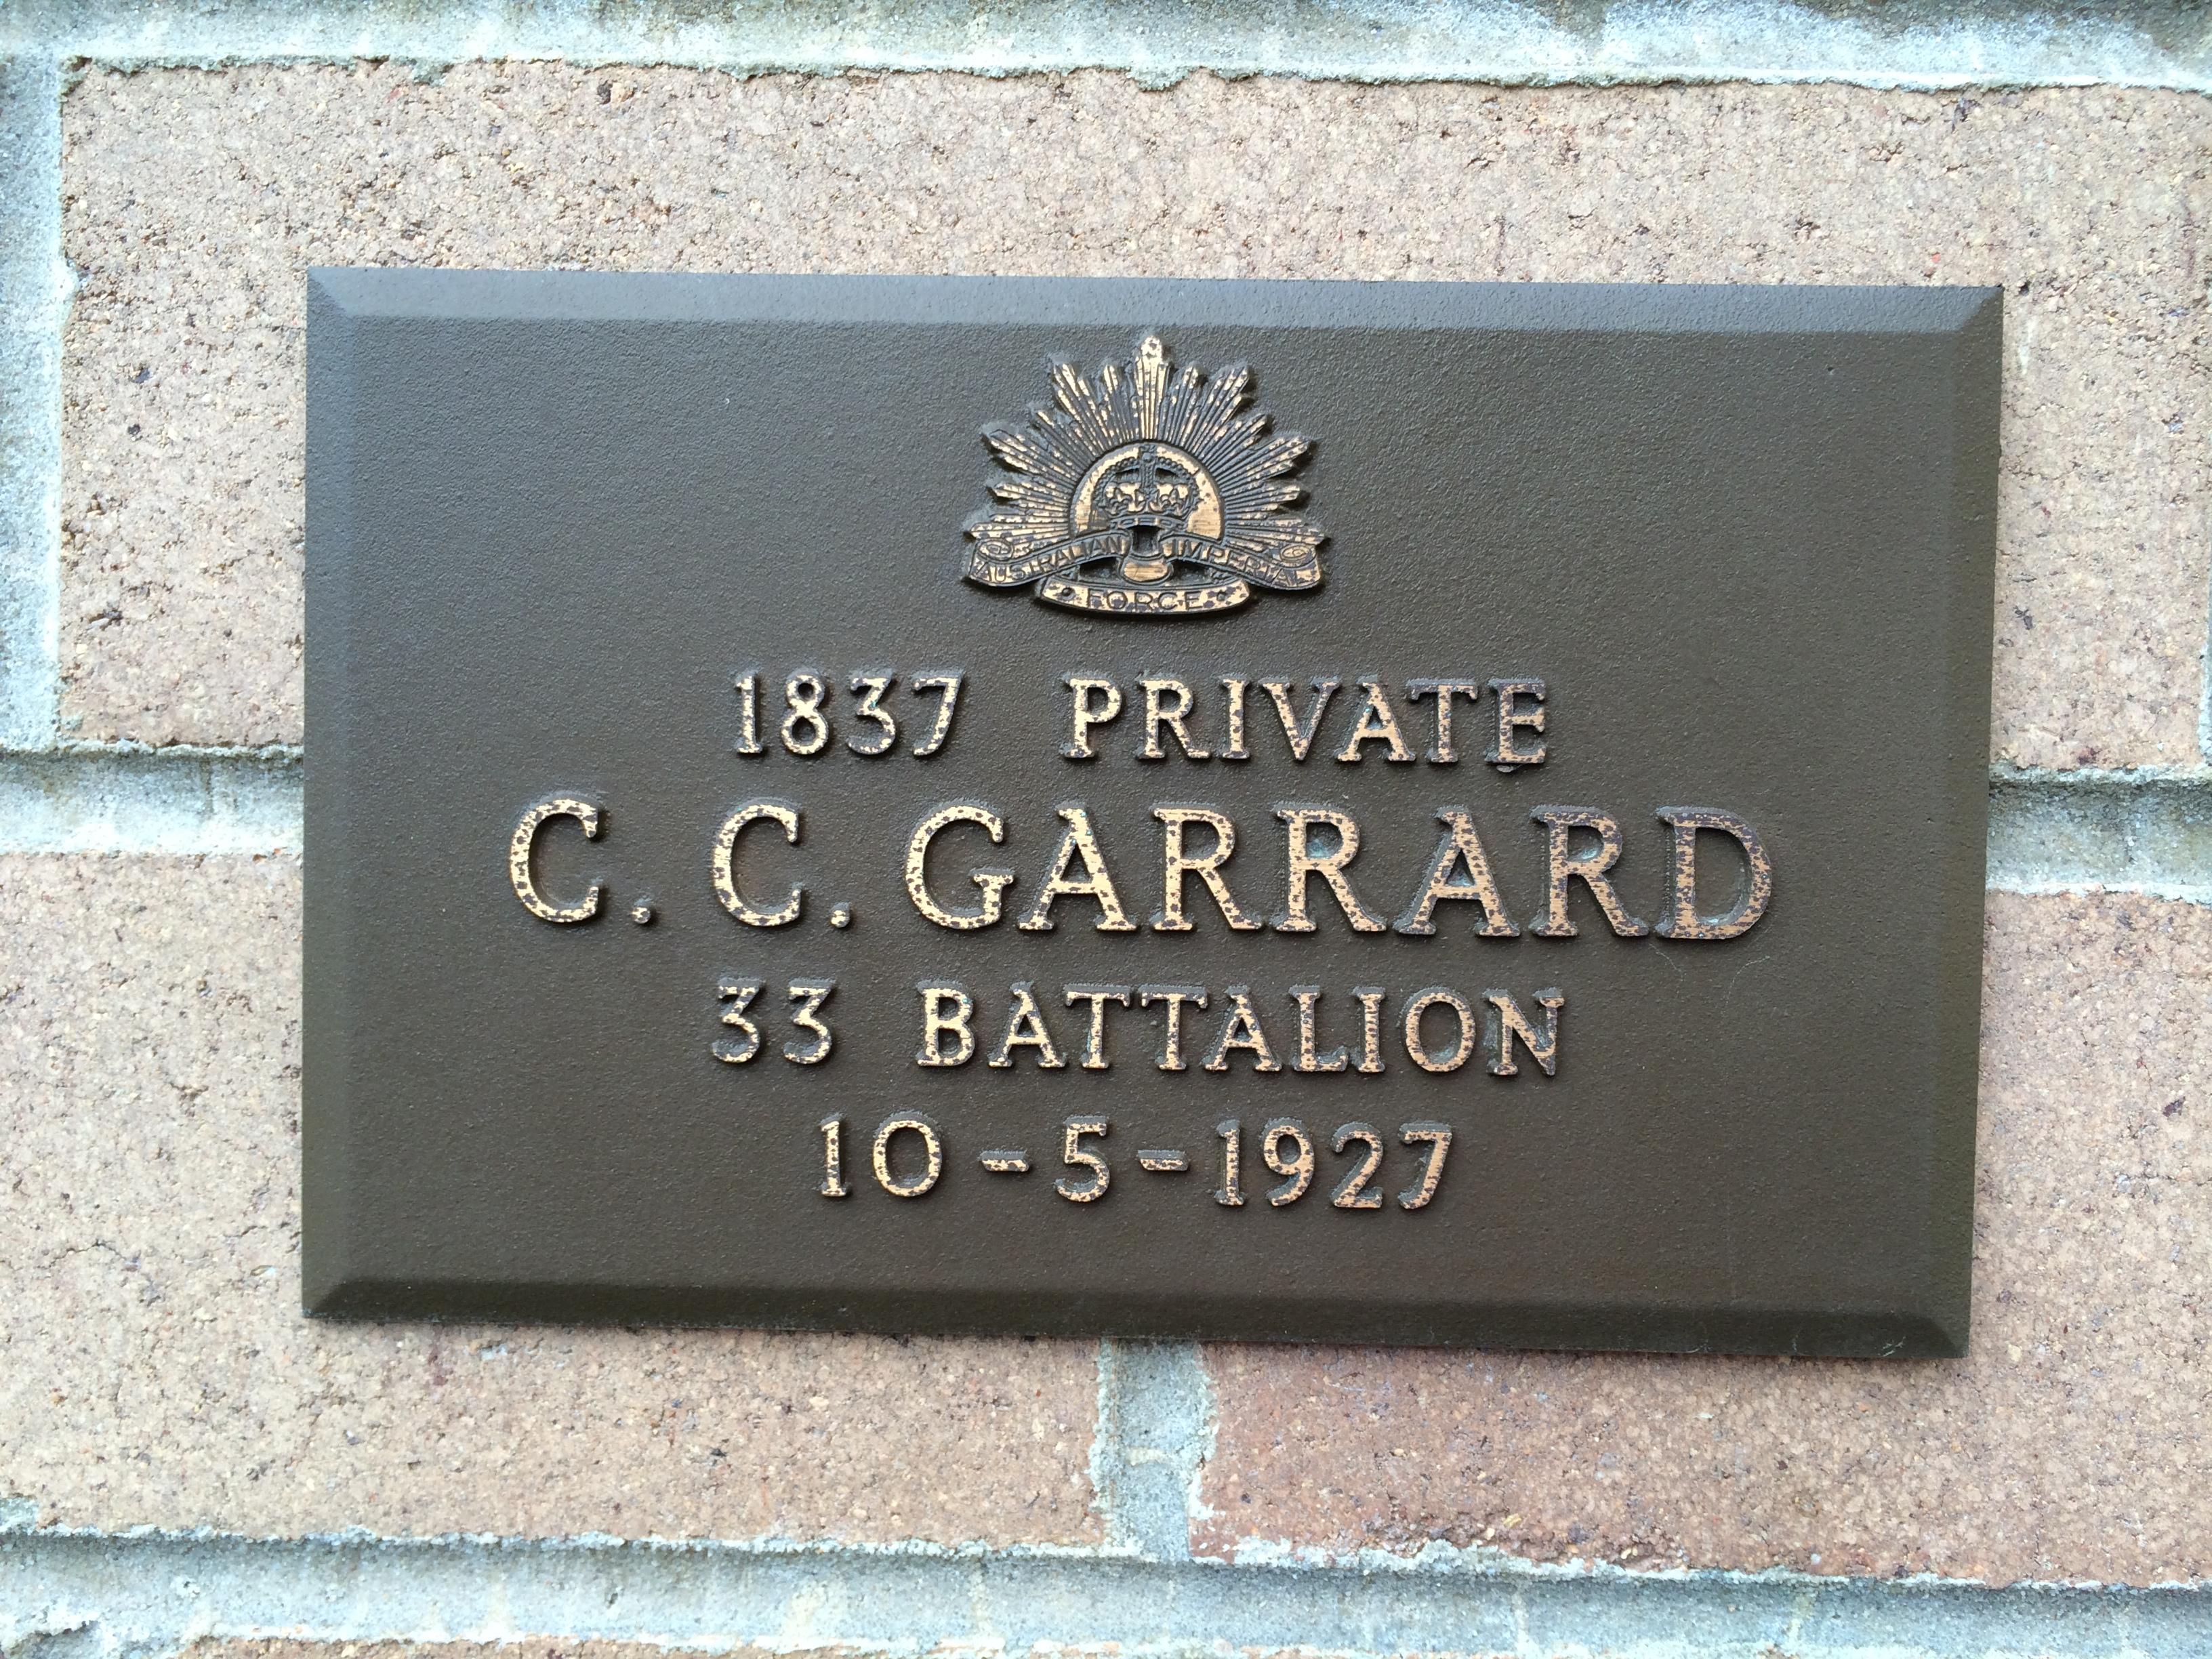 AUSTRALIAN IMPERIAL
FORCE
1837 PRIVATE
C. C. GARRARD
33 BATTALION
10-5-1927